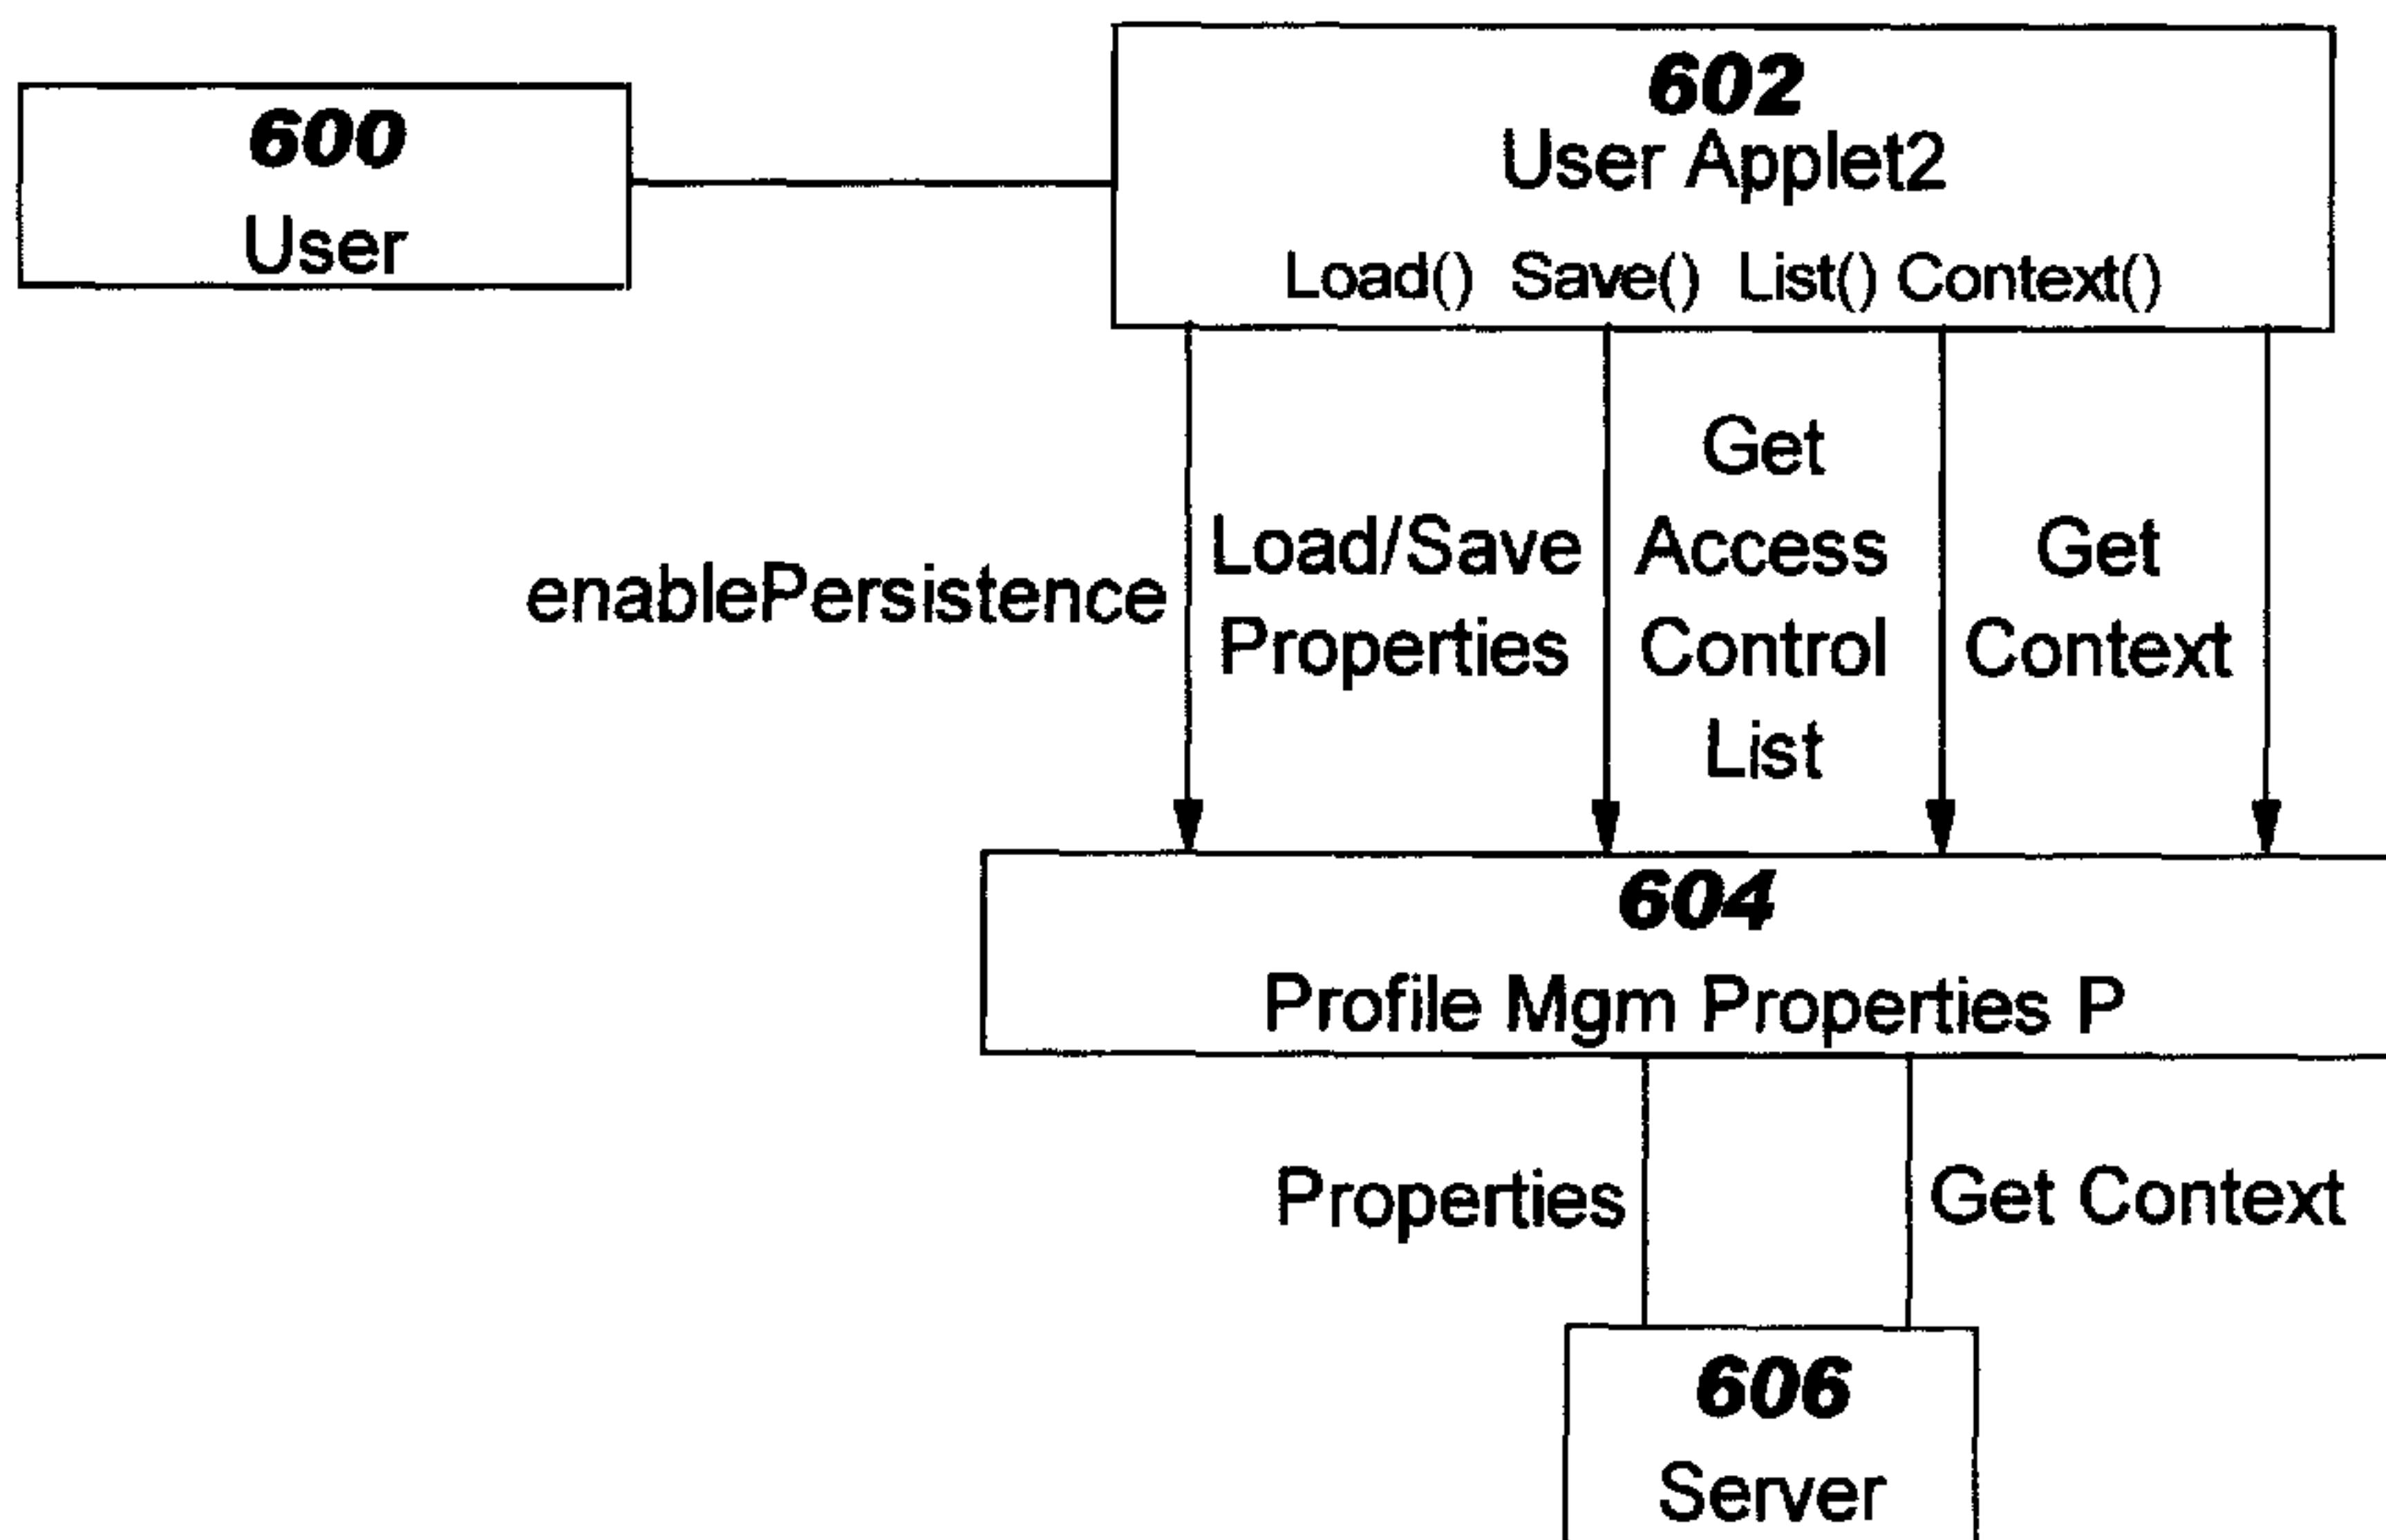 600
User
602
User Applet2
Load() Save() List() Context()
enablePersistence
Load/Save
Properties
Get
Access
Control
List
Get
Context
604
Profile Mgm Properties P
Properties
Get Context
606
Server